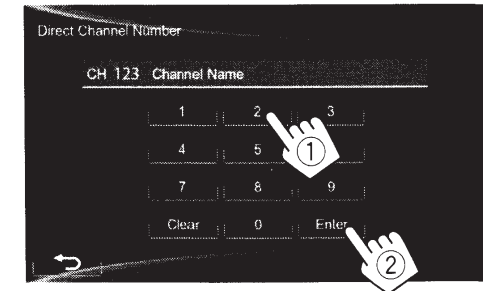 Direct Channel Number
CH 123 Channel Name
1 2 3
4 5
7 8 9
Clear 0 Enter
1
2